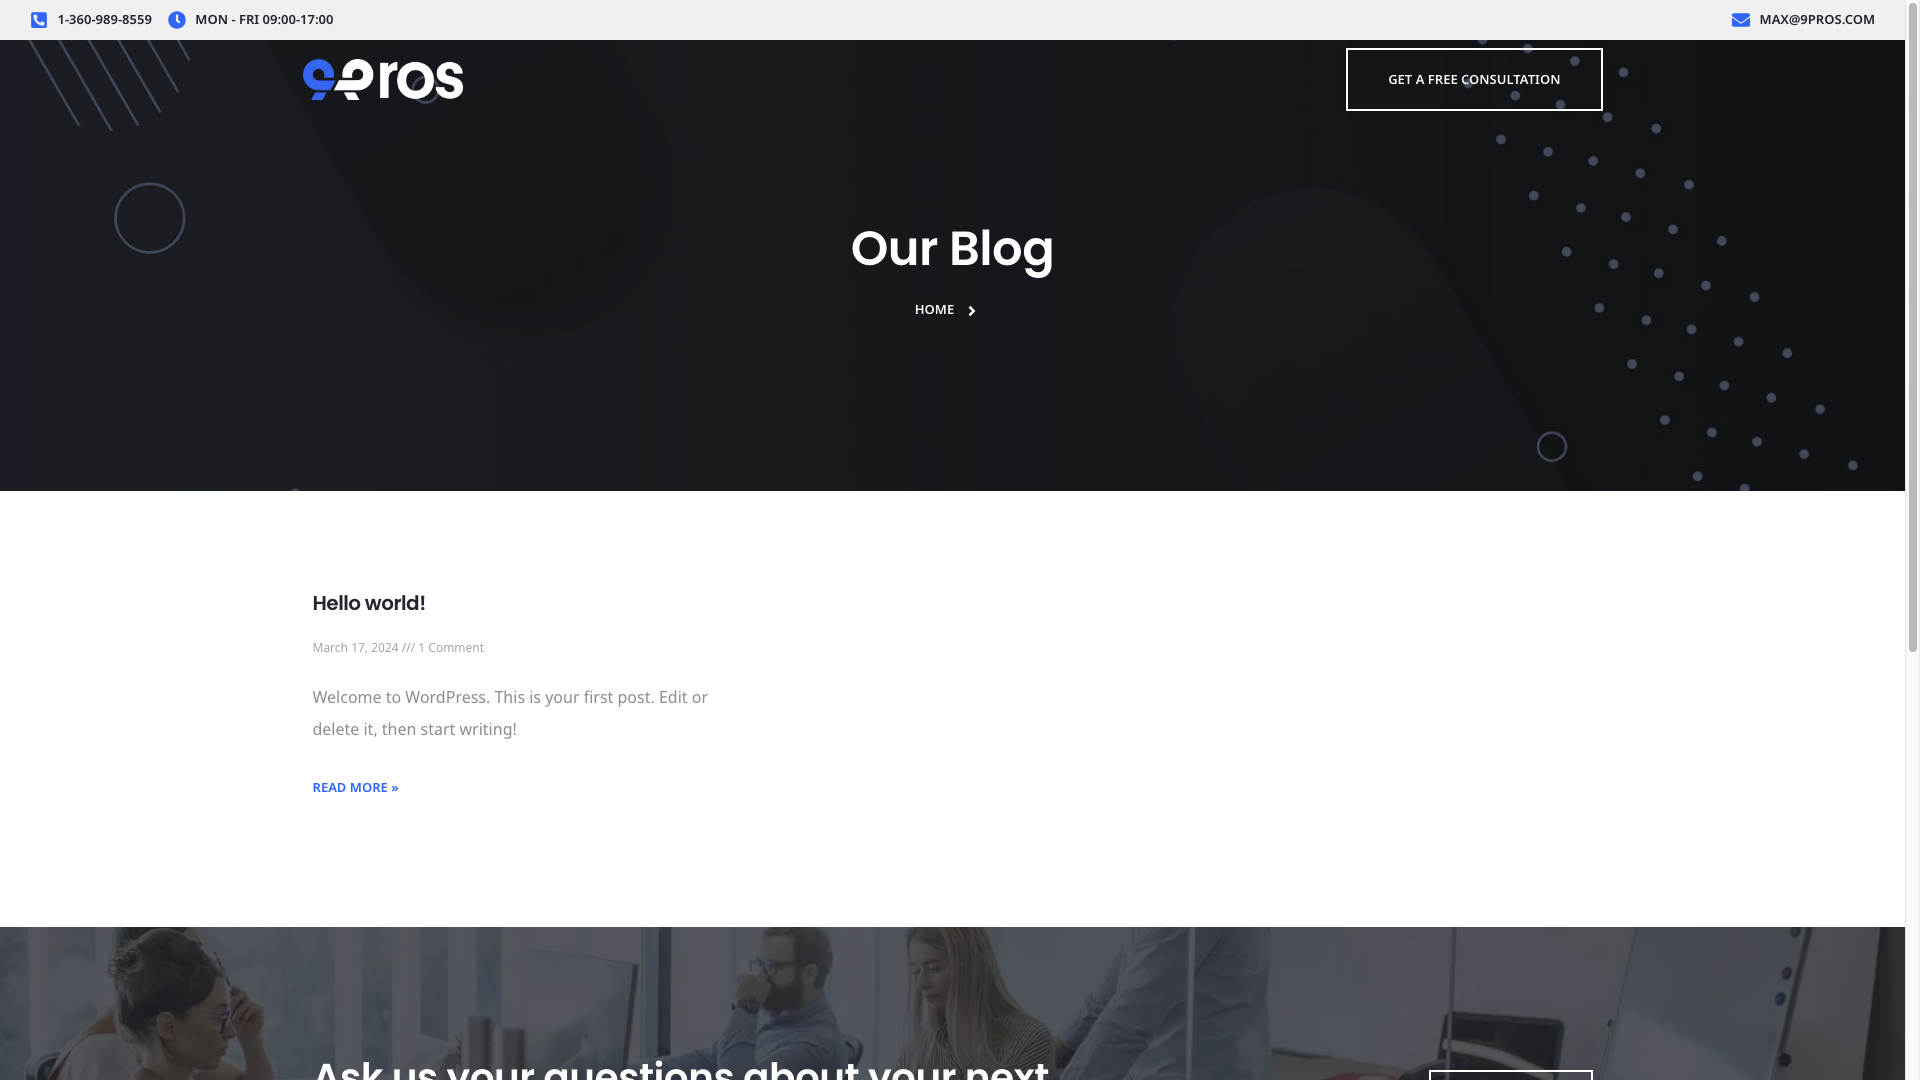 1-360-989-8559
MON - FRI 09:00-17:00
MAX@9PROS.COM
9Pros
GET A FREE CONSULTATION
Our Blog
HOME
Hello world!
March 17, 2024 /// 1 Comment
Welcome to WordPress. This is your first post. Edit or
delete it, then start writing!
READ MORE »
Ask us your questions about your next